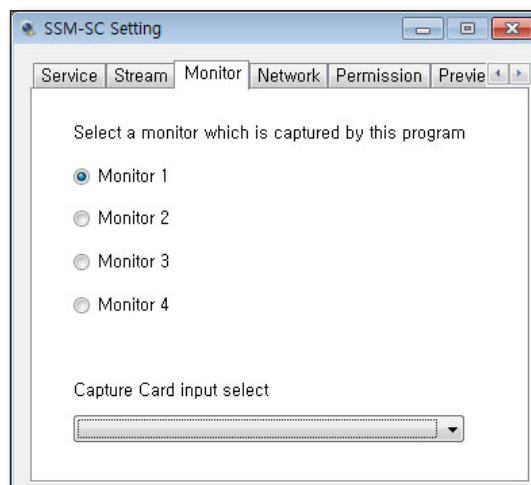 SSM-SC Setting
Service Stream Monitor Network Permission Previe
Select a monitor which is captured by this program
Monitor 1
Monitor 2
Monitor 3
Monitor 4
Capture Card input select